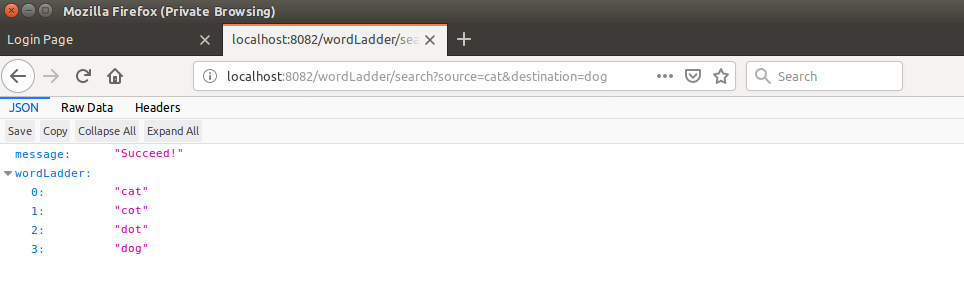 Mozilla Firefox (Private Browsing)
Login Page
localhost:8082/wordLadder/sea
localhost:8082/wordLadder/search?source=cat&destination=dog
Search
JSON Raw Data Headers
Save Copy Collapse All Expand All
message: "Succeed!"
wordLadder:
0: "cat"
1: "cot"
2: "dot"
3: "dog"